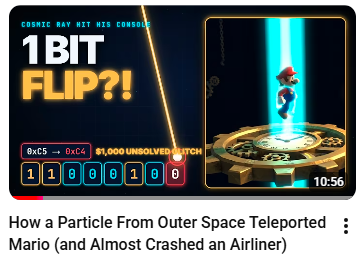 COSMIC RAY HIT HIS CONSOLE
1 BIT
FLIP?!
0xC5 → 0xC4 $1,000 UNSOLVED GLITCH
1 1 0 0 0 1 0 0
10:56
How a Particle From Outer Space Teleported
Mario (and Almost Crashed an Airliner)